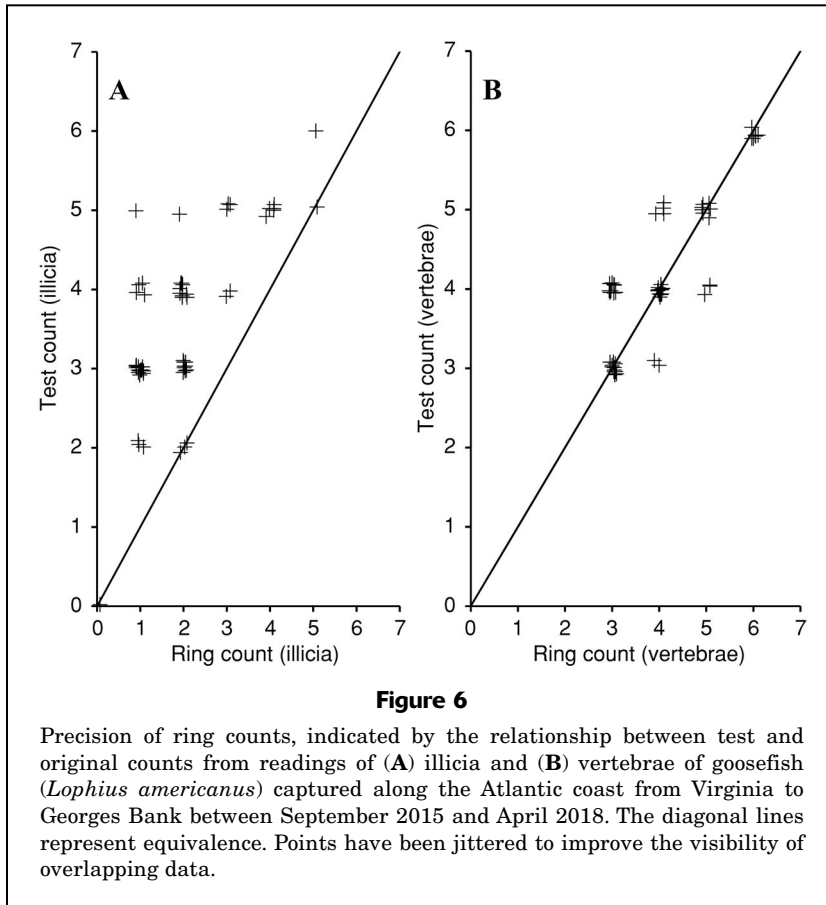 A
7
6
5
4
3
2
1
0
Test count (illicia)
0 1 2 3 4 5 6 7
Ring count (illicia)
B
7
6
5
4
3
2
1
0
Test count (vertebrae)
0 1 2 3 4 5 6 7
Ring count (vertebrae)
Figure 6
Precision of ring counts, indicated by the relationship between test and
original counts from readings of (A) illicia and (B) vertebrae of goosefish
(Lophius americanus) captured along the Atlantic coast from Virginia to
Georges Bank between September 2015 and April 2018. The diagonal lines
represent equivalence. Points have been jittered to improve the visibility of
overlapping data.